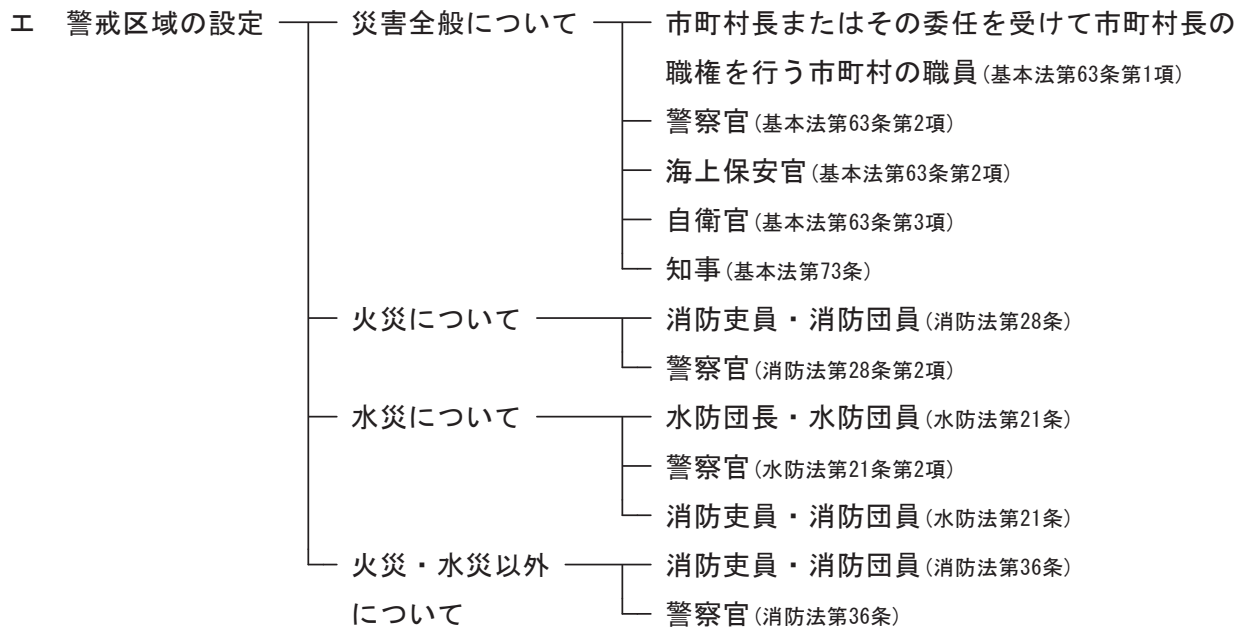 エ 警戒区域の設定 災害全般について 市町村長またはその委任を受けて市町村長の
職権を行う市町村の職員(基本法第63条第1項)
警察官(基本法第63条第2項)
海上保安官(基本法第63条第2項)
自衛官(基本法第63条第3項)
知事(基本法第73条)
火災について 消防吏員・消防団員(消防法第28条)
警察官(消防法第28条第2項)
水災について 水防団長・水防団員(水防法第21条)
警察官(水防法第21条第2項)
消防吏員・消防団員(水防法第21条)
火災・水災以外 消防吏員・消防団員(消防法第36条)
について 警察官(消防法第36条)